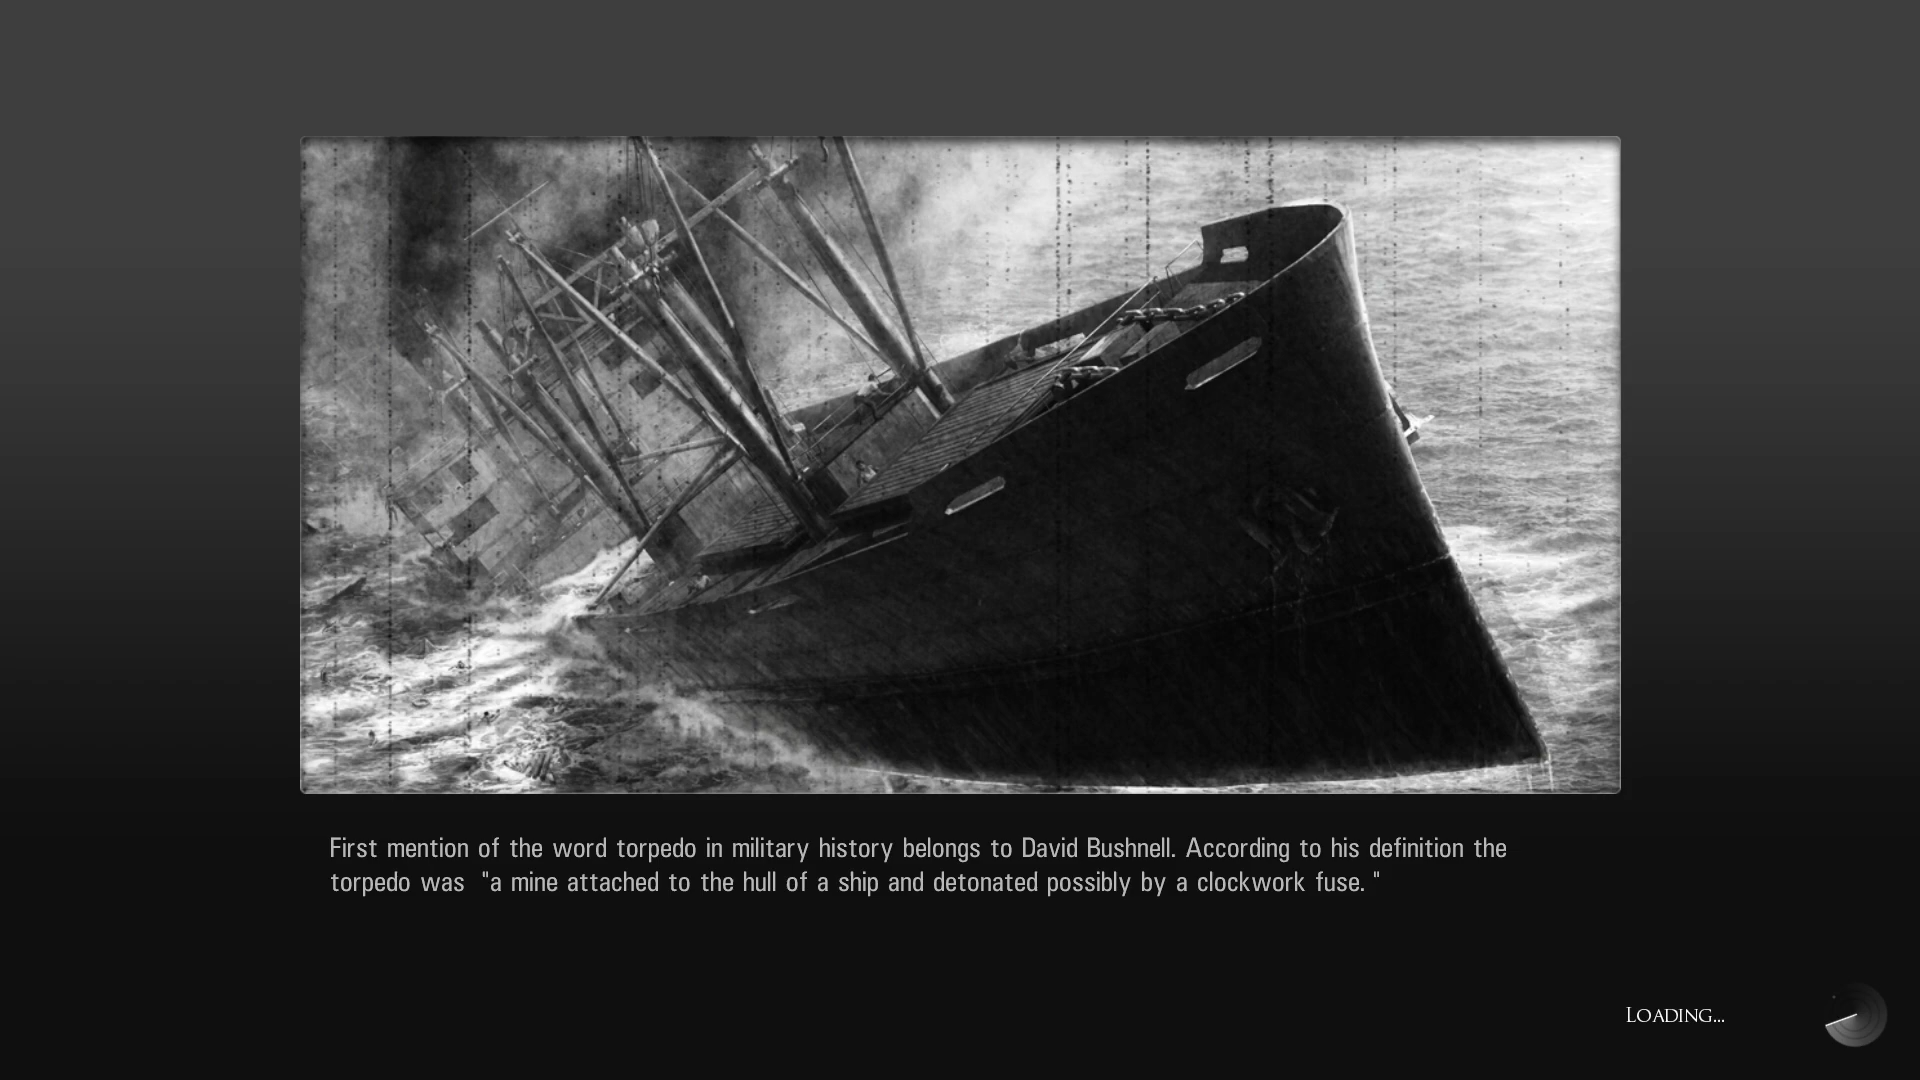 First mention of the word torpedo in military history belongs to David Bushnell. According to his definition the
torpedo was  "a mine attached to the hull of a ship and detonated possibly by a clockwork fuse. "
Loading...